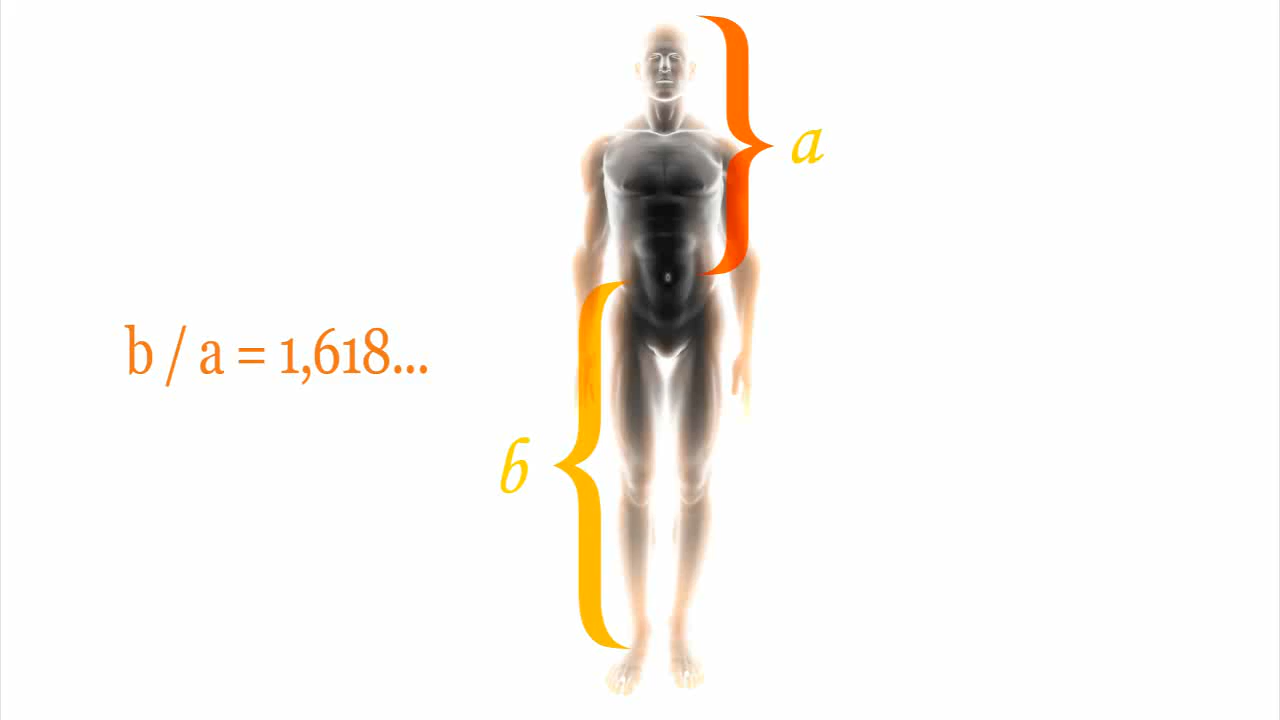 a
b / a = 1,618...
b